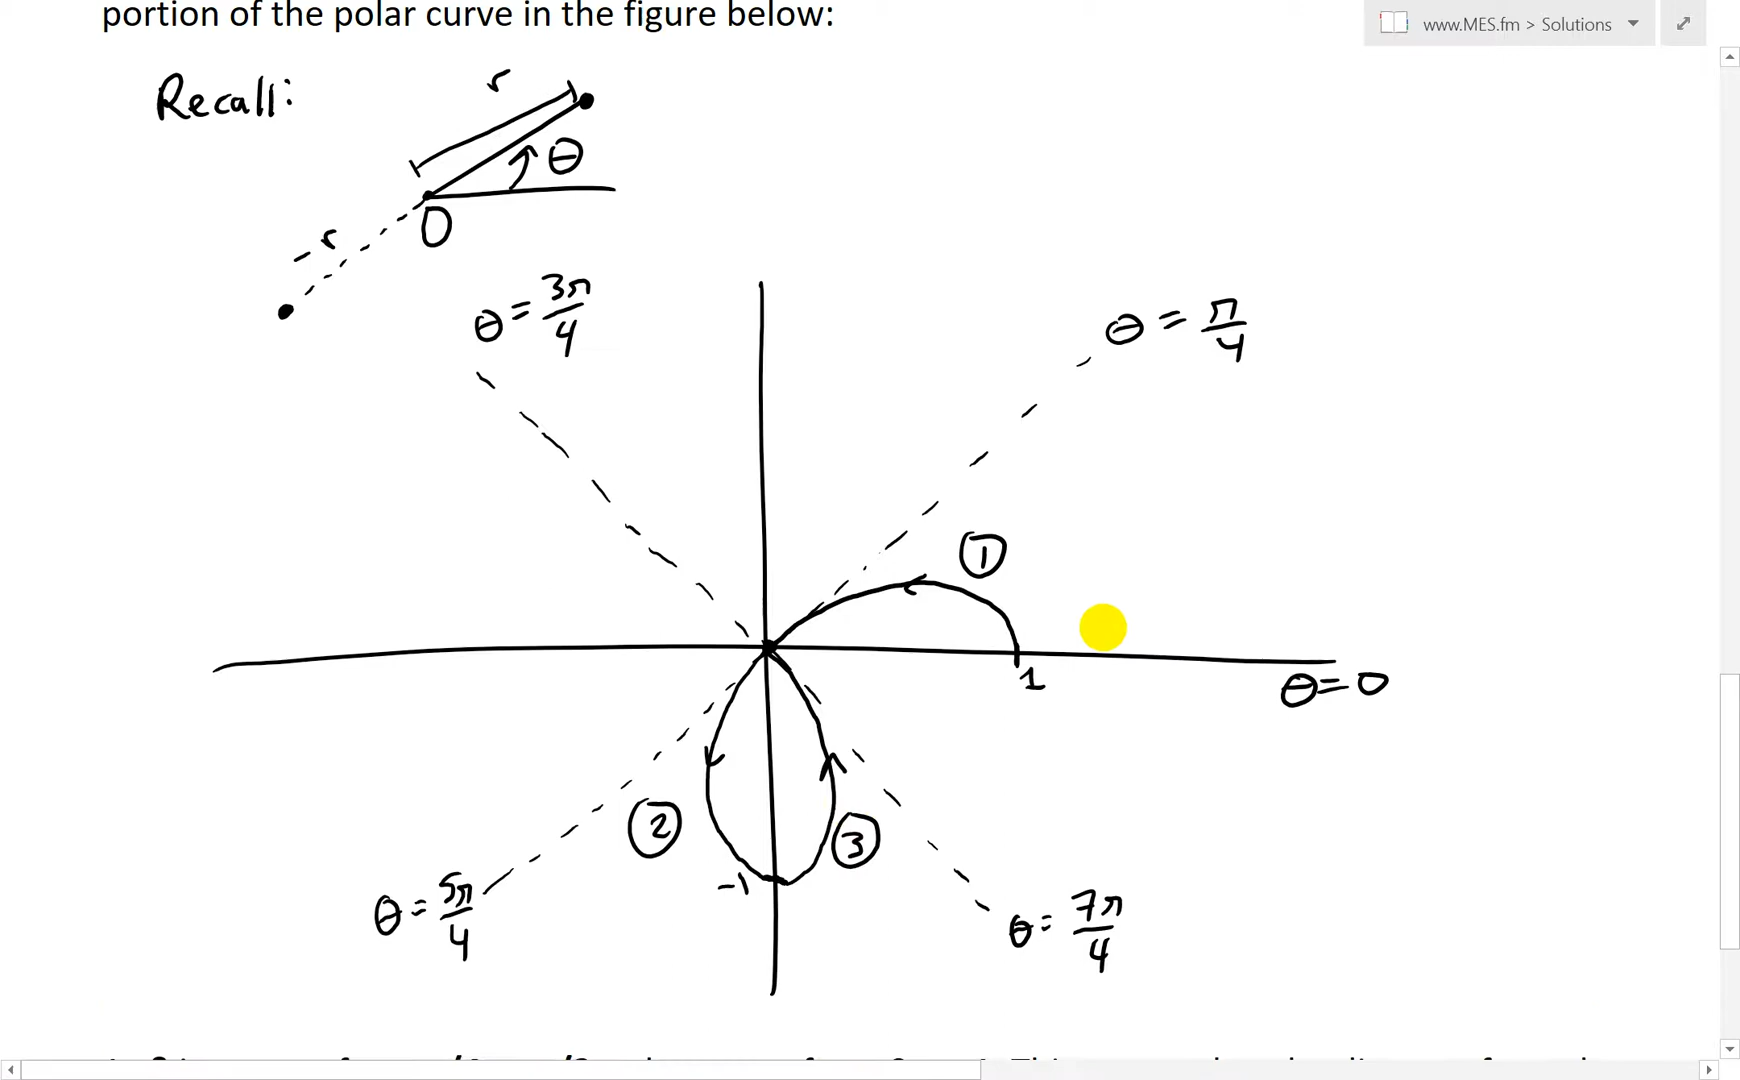 portion of the polar curve in the figure below:
www.MES.fm > Solutions
Recall:
r
θ
O
-r
θ = 3π/4
θ = π/4
①
1
θ = 0
②
③
-1
θ = 5π/4
θ = 7π/4